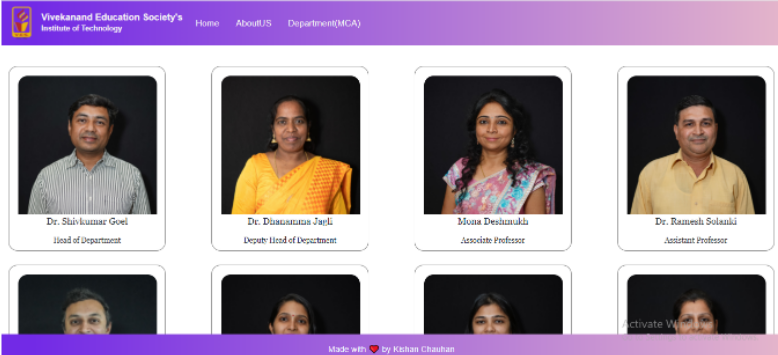 Vivekanand Education Society's
Institute of Technology
Home AboutUS Department(MCA)
Dr. Shivkumar Goel
Head of Department
Dr. Dhanamma Jagli
Deputy Head of Department
Mona Deshmukh
Associate Professor
Dr. Ramesh Solanki
Assistant Professor
Activate
Made with ❤ by Kishan Chauhan